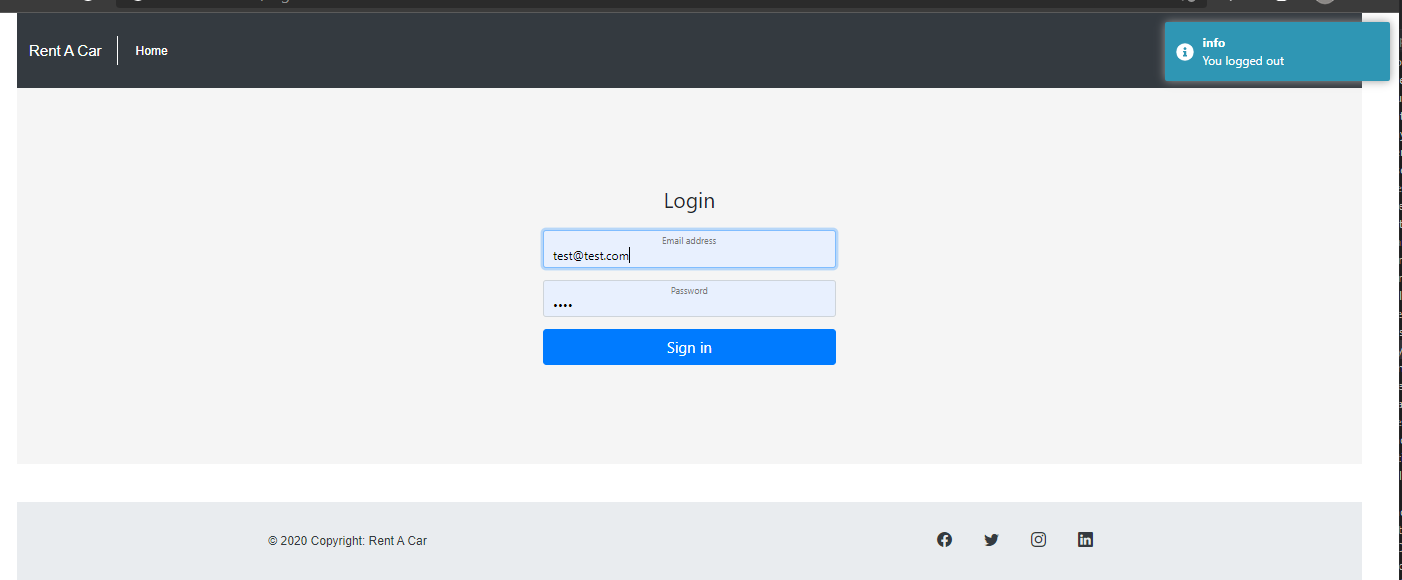 Rent A Car
Home
info
You logged out
Login
Email address
test@test.com
Password
••••
Sign in
© 2020 Copyright: Rent A Car